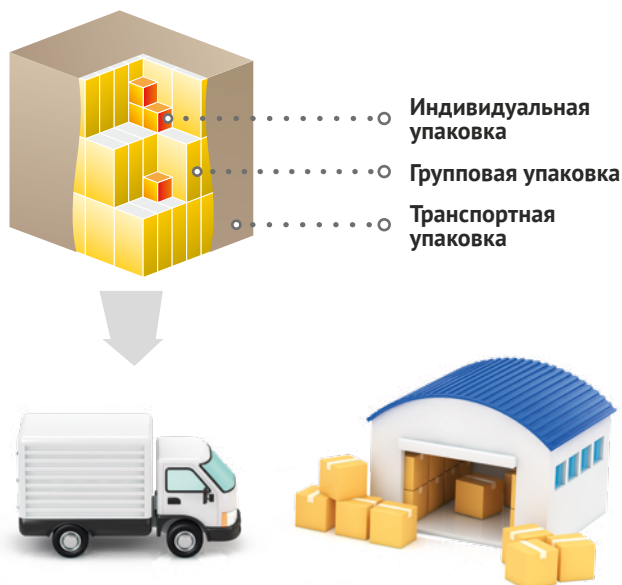 Индивидуальная
упаковка
Групповая упаковка
Транспортная
упаковка